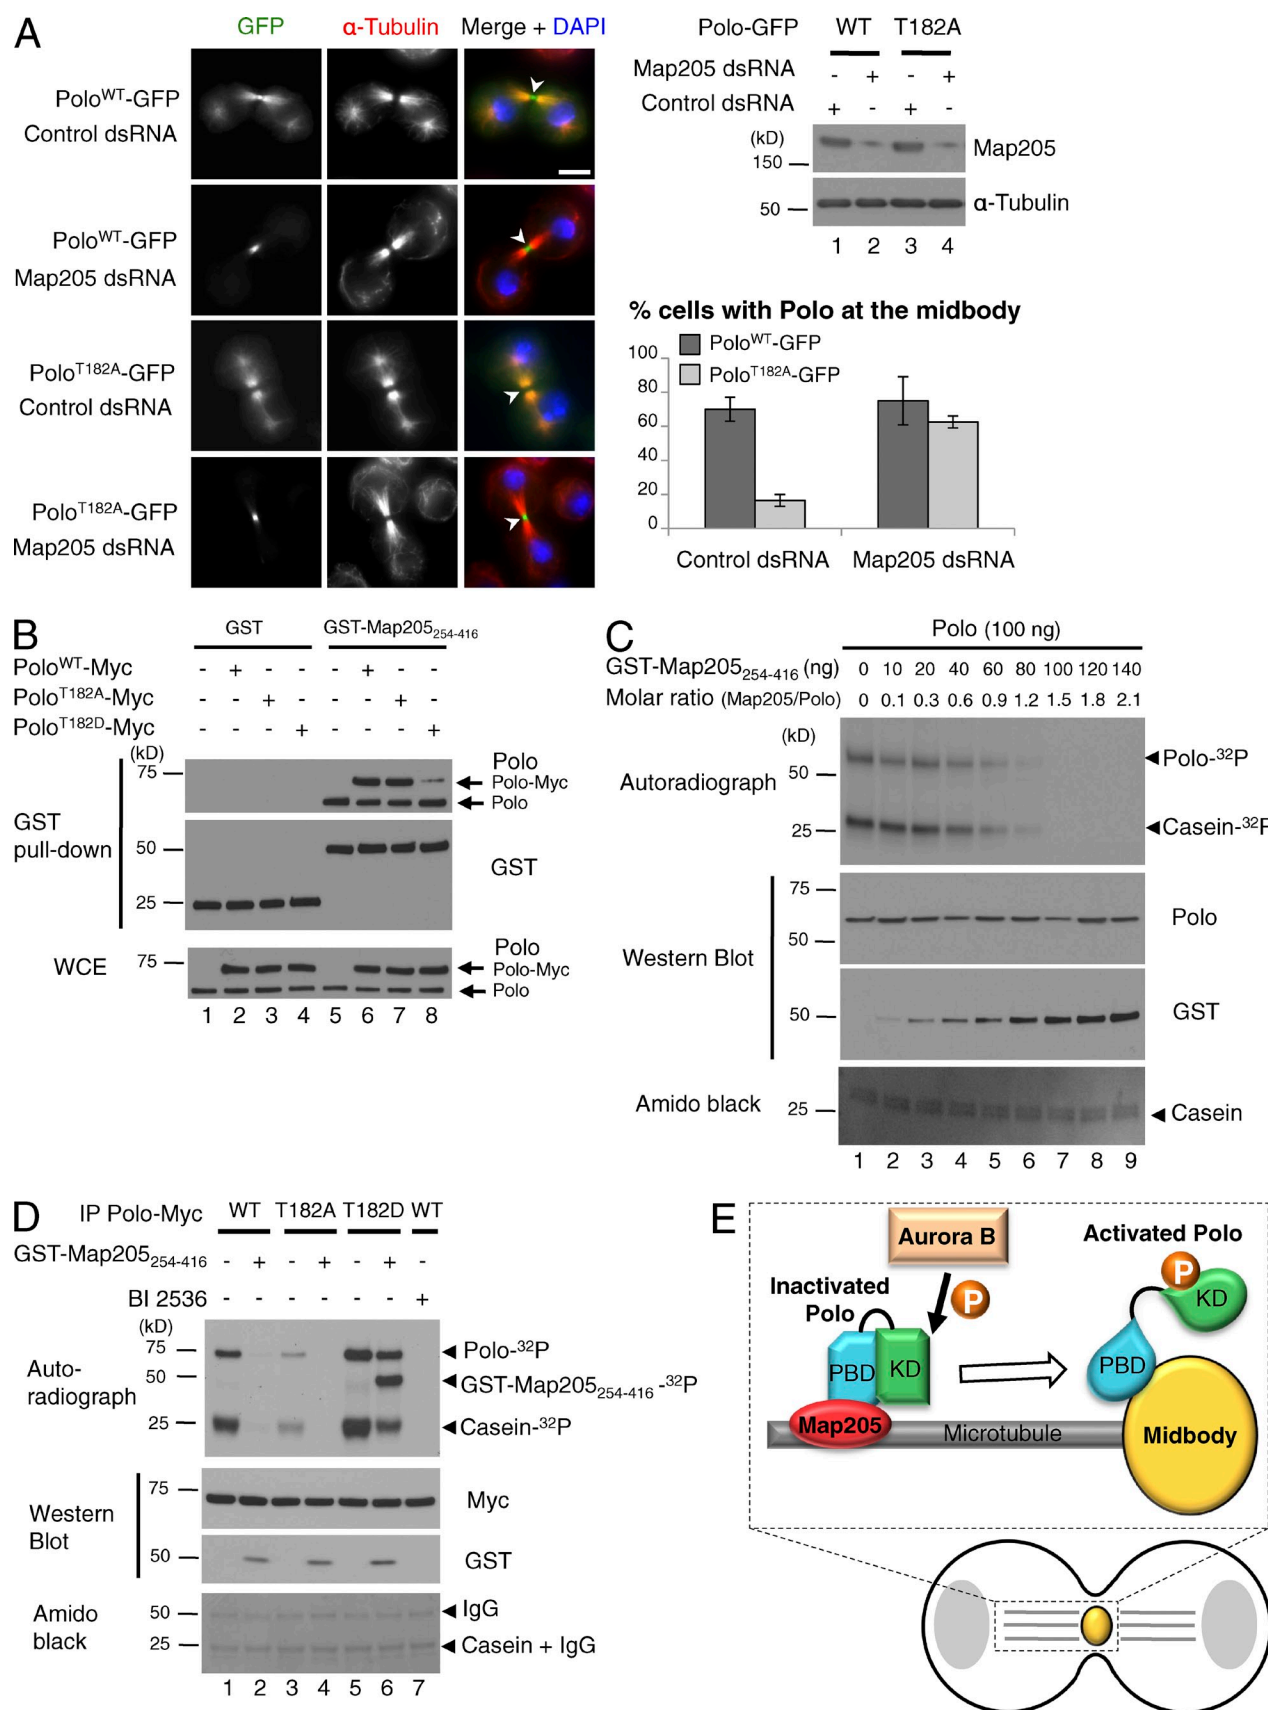 A
GFP α-Tubulin Merge + DAPI
Polo^WT-GFP
Control dsRNA
Polo^WT-GFP
Map205 dsRNA
Polo^T182A-GFP
Control dsRNA
Polo^T182A-GFP
Map205 dsRNA
Polo-GFP WT T182A
Map205 dsRNA - + - +
Control dsRNA + - + -
(kD)
150 Map205
50 α-Tubulin
1 2 3 4
% cells with Polo at the midbody
Polo^WT-GFP
Polo^T182A-GFP
100
80
60
40
20
0
Control dsRNA Map205 dsRNA
B
GST GST-Map205_254-416
Polo^WT-Myc - + - - - + - -
Polo^T182A-Myc - - + - - - + -
Polo^T182D-Myc - - - + - - - +
(kD)
75
Polo
Polo-Myc
Polo
GST
pull-down
50
GST
25
WCE
75
Polo
Polo-Myc
Polo
1 2 3 4 5 6 7 8
C
Polo (100 ng)
GST-Map205_254-416 (ng) 0 10 20 40 60 80 100 120 140
Molar ratio (Map205/Polo) 0 0.1 0.3 0.6 0.9 1.2 1.5 1.8 2.1
(kD)
Autoradiograph
50 Polo-^32P
25 Casein-^32P
Western Blot
75
Polo
50
50 GST
Amido black
25 Casein
1 2 3 4 5 6 7 8 9
D
IP Polo-Myc WT T182A T182D WT
GST-Map205_254-416 - + - + - + -
BI 2536 - - - - - - +
(kD)
Auto-
radiograph
75 Polo-^32P
50 GST-Map205_254-416-^32P
25 Casein-^32P
Western
Blot
75 Myc
50 GST
Amido
black
50 IgG
25 Casein + IgG
1 2 3 4 5 6 7
E
Aurora B
Activated Polo
Inactivated
Polo
P
P
KD
PBD KD
PBD
Map205
Microtubule
Midbody